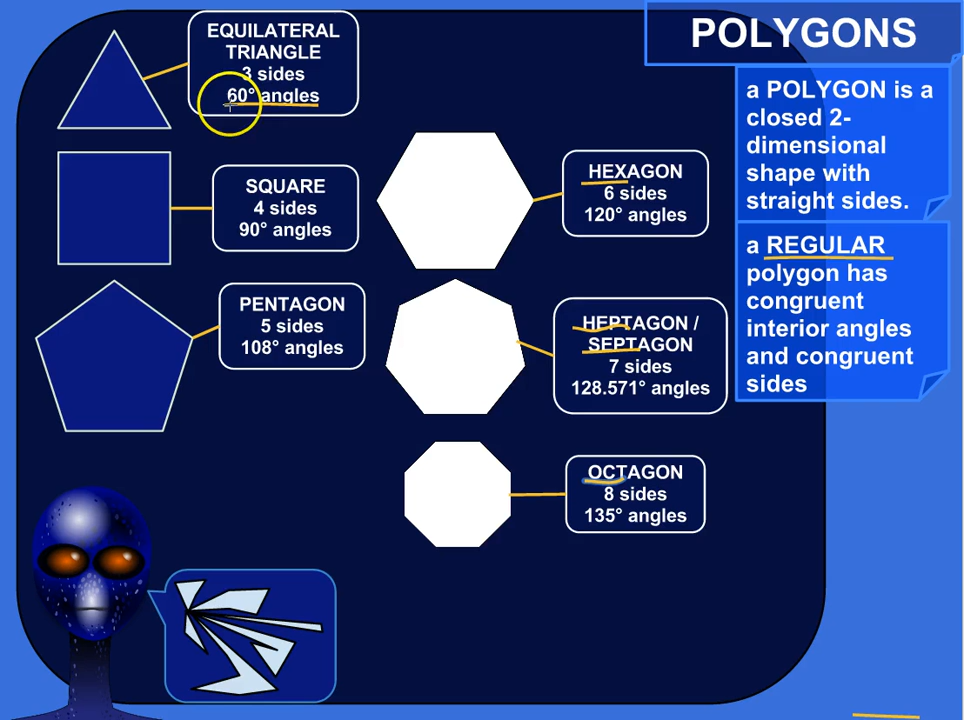 POLYGONS
EQUILATERAL
TRIANGLE
3 sides
60° angles
SQUARE
4 sides
90° angles
PENTAGON
5 sides
108° angles
HEXAGON
6 sides
120° angles
HEPTAGON /
SEPTAGON
7 sides
128.571° angles
OCTAGON
8 sides
135° angles
a POLYGON is a
closed 2-
dimensional
shape with
straight sides.
a REGULAR
polygon has
congruent
interior angles
and congruent
sides